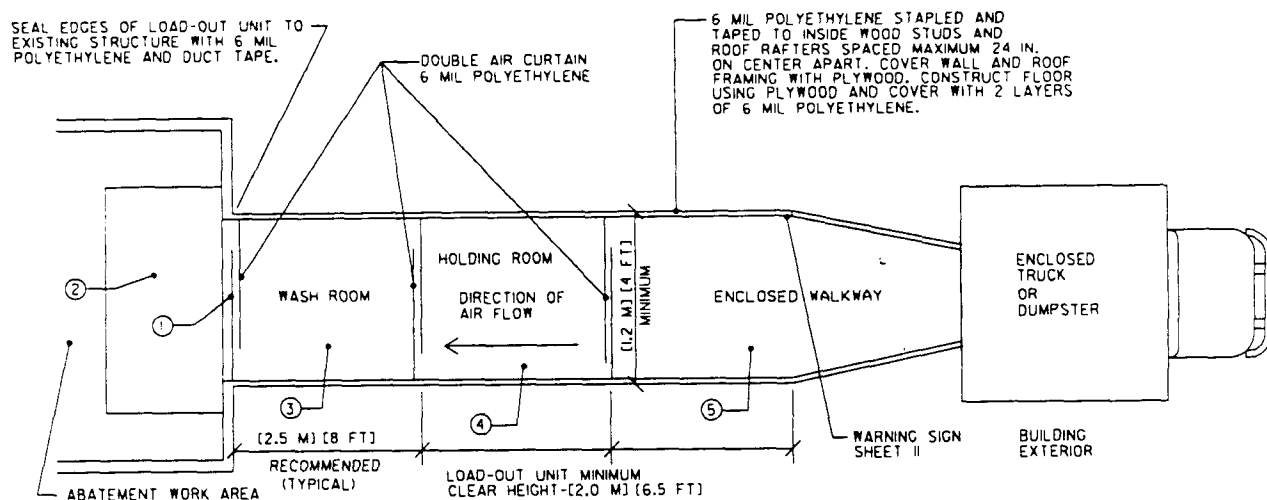 SEAL EDGES OF LOAD-OUT UNIT TO
EXISTING STRUCTURE WITH 6 MIL
POLYETHYLENE AND DUCT TAPE.
DOUBLE AIR CURTAIN
6 MIL POLYETHYLENE
6 MIL POLYETHYLENE STAPLED AND
TAPED TO INSIDE WOOD STUDS AND
ROOF RAFTERS SPACED MAXIMUM 24 IN.
ON CENTER APART. COVER WALL AND ROOF
FRAMING WITH PLYWOOD. CONSTRUCT FLOOR
USING PLYWOOD AND COVER WITH 2 LAYERS
OF 6 MIL POLYETHYLENE.
2
1
WASH ROOM
HOLDING ROOM
DIRECTION OF
AIR FLOW
[1.2 M] [4 FT]
MINIMUM
ENCLOSED WALKWAY
ENCLOSED
TRUCK
OR
DUMPSTER
3
4
5
[2.5 M] [8 FT]
RECOMMENDED
(TYPICAL)
LOAD-OUT UNIT MINIMUM
CLEAR HEIGHT-[2.0 M] [6.5 FT]
WARNING SIGN
SHEET 11
BUILDING
EXTERIOR
ABATEMENT WORK AREA